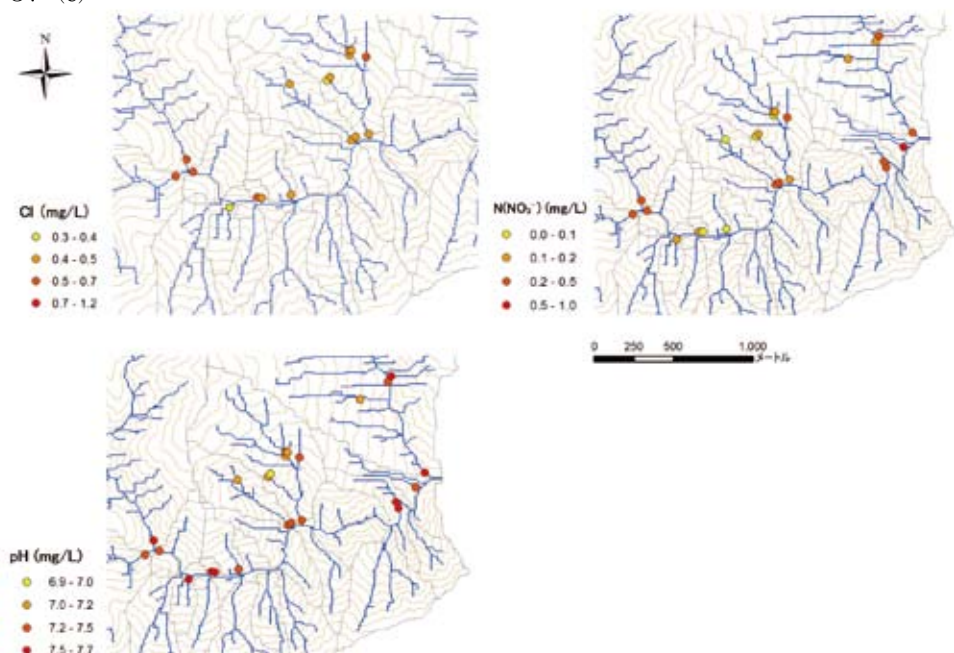 N
Cl (mg/L)
0.3 - 0.4
0.4 - 0.5
0.5 - 0.7
0.7 - 1.2
N(NO₃⁻) (mg/L)
0.0 - 0.1
0.1 - 0.2
0.2 - 0.5
0.5 - 1.0
0 250 500 1,000
メートル
pH (mg/L)
6.9 - 7.0
7.0 - 7.2
7.2 - 7.5
7.5 - 7.7